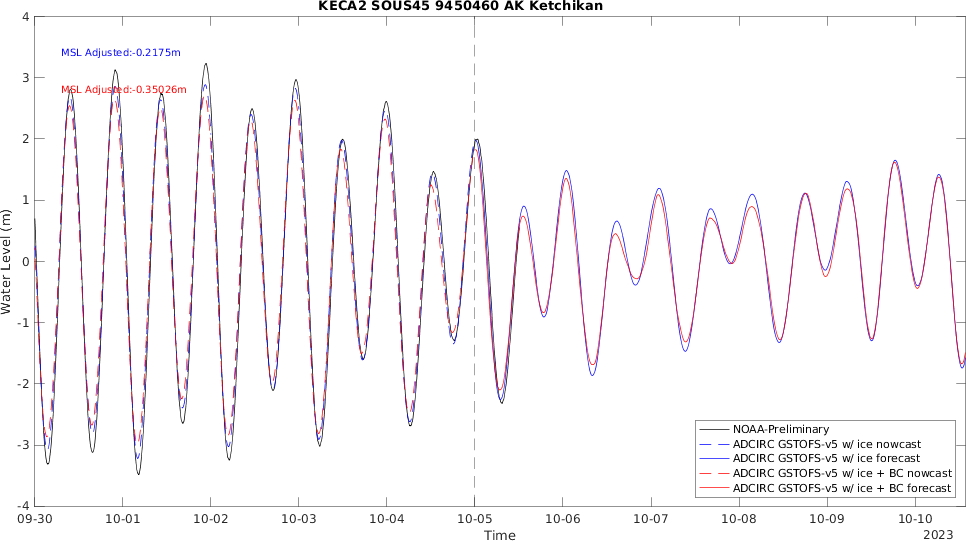 KECA2 SOUS45 9450460 AK Ketchikan
MSL Adjusted:-0.2175m
MSL Adjusted:-0.35026m
Water Level (m)
4
3
2
1
0
-1
-2
-3
-4
NOAA-Preliminary
ADCIRC GSTOFS-v5 w/ ice nowcast
ADCIRC GSTOFS-v5 w/ ice forecast
ADCIRC GSTOFS-v5 w/ ice + BC nowcast
ADCIRC GSTOFS-v5 w/ ice + BC forecast
09-30 10-01 10-02 10-03 10-04 10-05 10-06 10-07 10-08 10-09 10-10
Time
2023